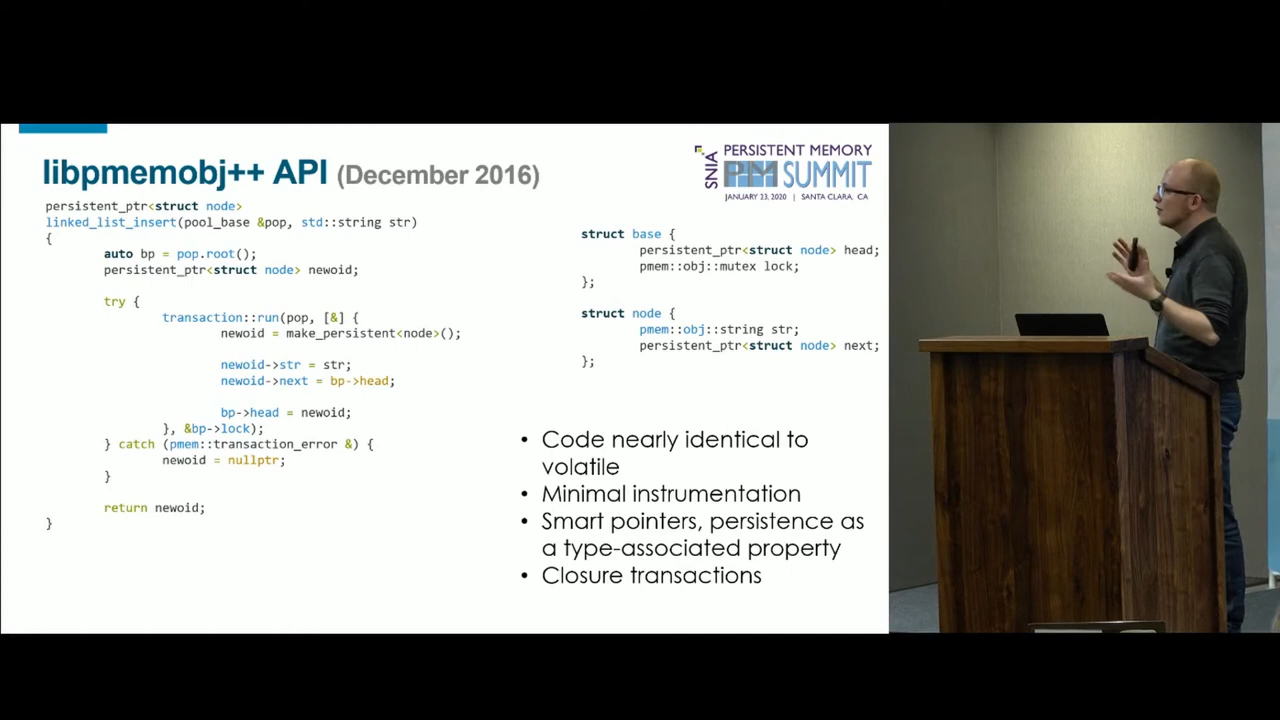 libpmemobj++ API (December 2016)
SNIA
PERSISTENT MEMORY
PM SUMMIT
JANUARY 23, 2020 | SANTA CLARA, CA
persistent_ptr<struct node>
linked_list_insert(pool_base &pop, std::string str)
{
auto bp = pop.root();
persistent_ptr<struct node> newoid;
try {
transaction::run(pop, [&] {
newoid = make_persistent<node>();
newoid->str = str;
newoid->next = bp->head;
bp->head = newoid;
}, &bp->lock);
} catch (pmem::transaction_error &) {
newoid = nullptr;
}
return newoid;
}
struct base {
persistent_ptr<struct node> head;
pmem::obj::mutex lock;
};
struct node {
pmem::obj::string str;
persistent_ptr<struct node> next;
};
• Code nearly identical to
volatile
• Minimal instrumentation
• Smart pointers, persistence as
a type-associated property
• Closure transactions